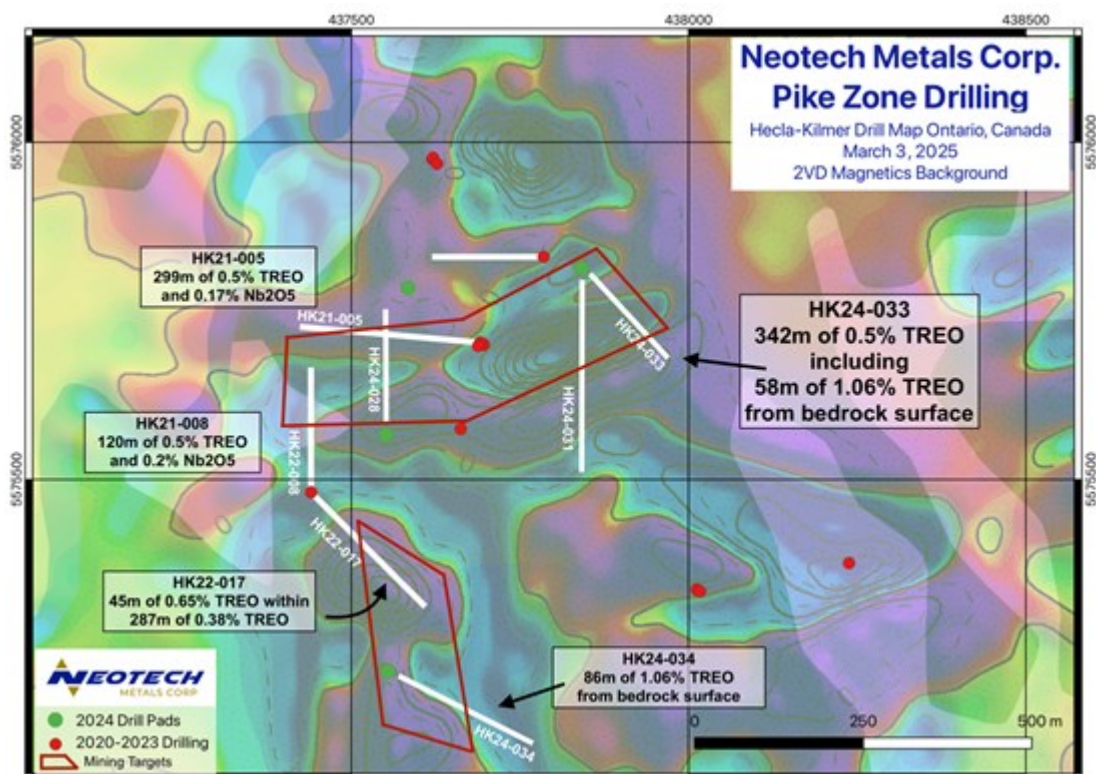 437500
438000
438500
Neotech Metals Corp.
Pike Zone Drilling
Hecla-Kilmer Drill Map Ontario, Canada
March 3, 2025
2VD Magnetics Background
5576000
5576000
HK21-005
299m of 0.5% TREO
and 0.17% Nb2O5
HK21-005
HK24-028
HK24-033
HK24-031
HK24-033
342m of 0.5% TREO
including
58m of 1.06% TREO
from bedrock surface
HK21-008
120m of 0.5% TREO
and 0.2% Nb2O5
HK22-008
5575500
5575500
HK22-017
HK22-017
45m of 0.65% TREO within
287m of 0.38% TREO
HK24-034
86m of 1.06% TREO
from bedrock surface
HK24-034
NEOTECH
METALS CORP
2024 Drill Pads
2020-2023 Drilling
Mining Targets
0
250
500 m